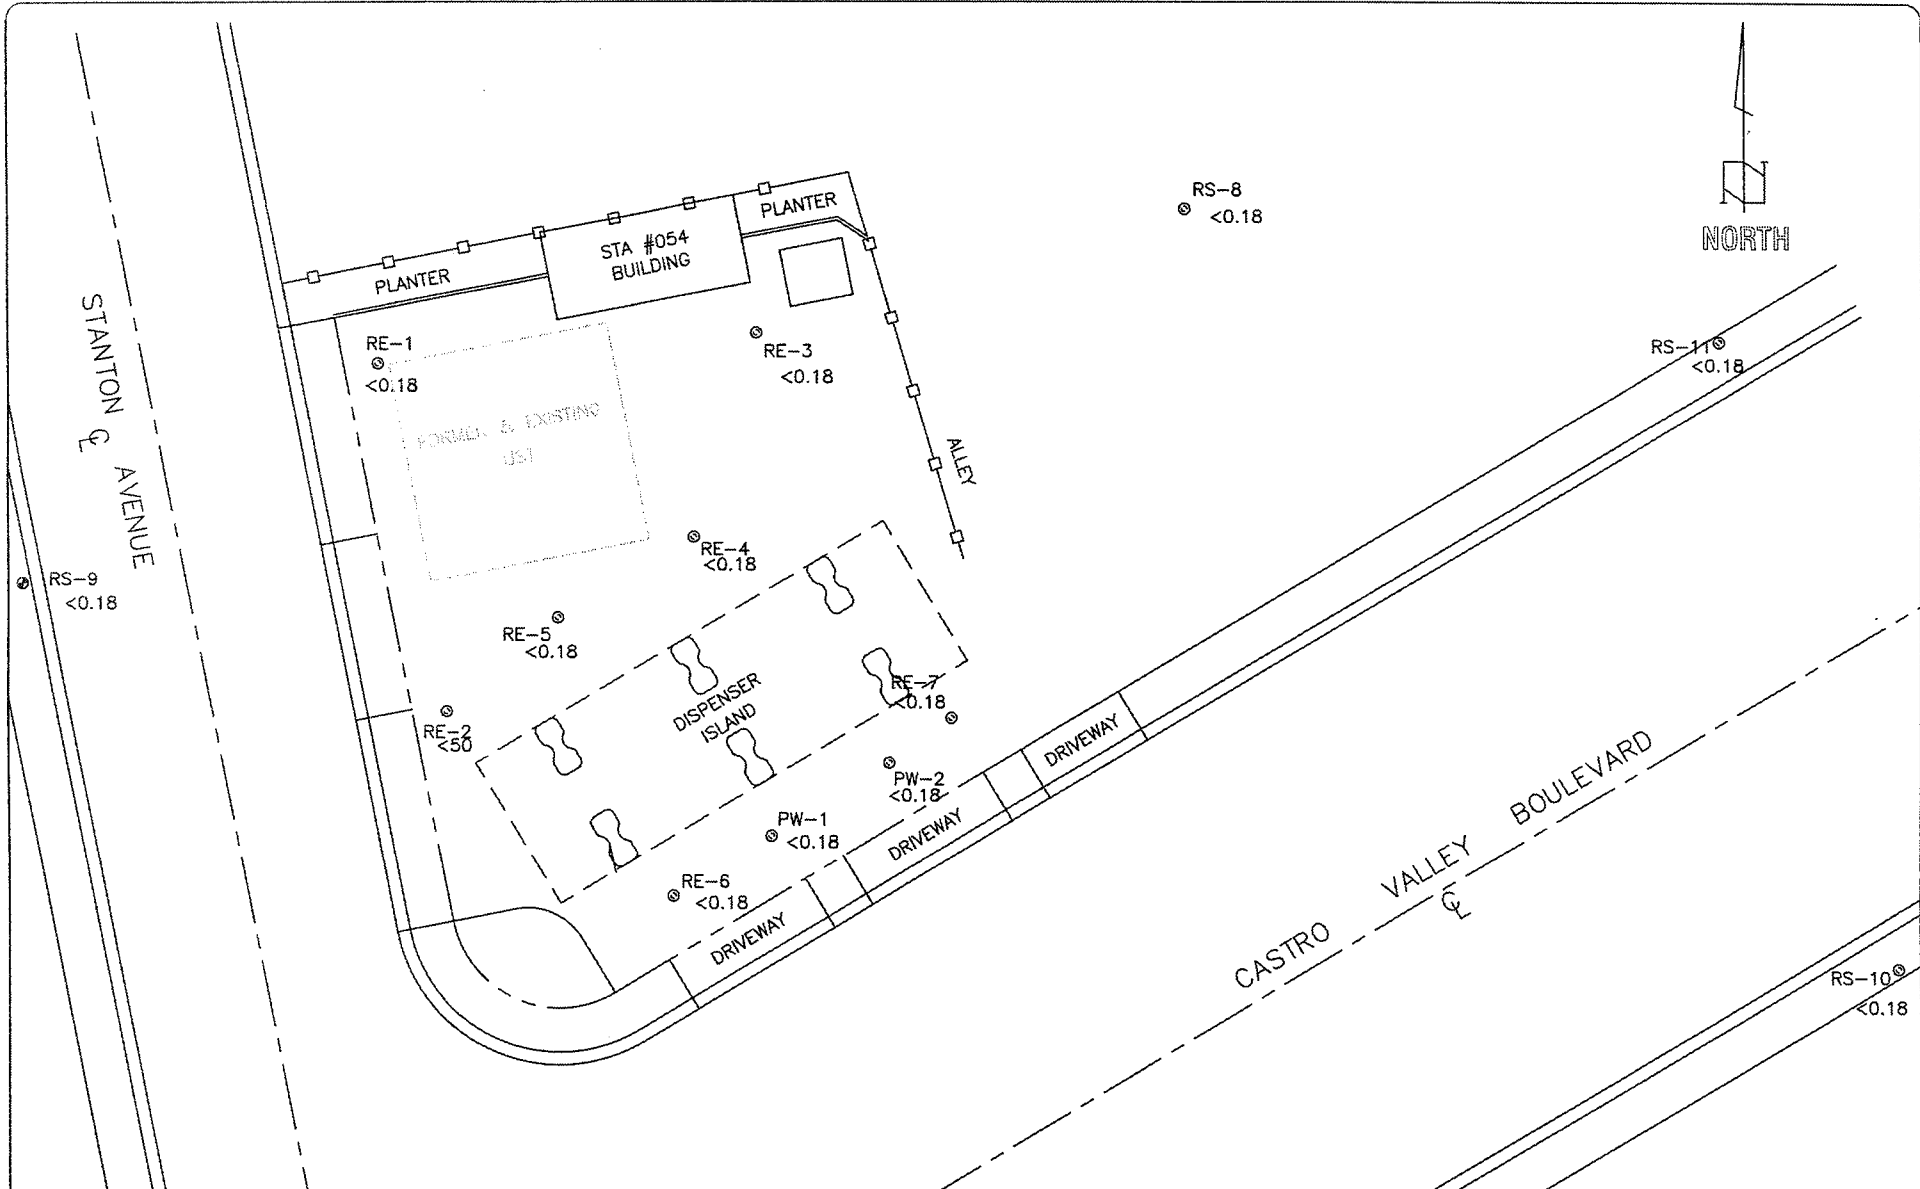 RS-8
<0.18
NORTH
PLANTER
STA #054
BUILDING
PLANTER
RE-1
<0.18
RE-3
<0.18
RS-11
<0.18
STANTON ℄ AVENUE
FORMER & EXISTING
UST
ALLEY
RE-4
<0.18
RS-9
<0.18
RE-5
<0.18
RE-7
<0.18
DISPENSER
ISLAND
RE-2
<50
DRIVEWAY
PW-2
<0.18
PW-1
<0.18
DRIVEWAY
RE-6
<0.18
DRIVEWAY
CASTRO VALLEY BOULEVARD
℄
RS-10
<0.18